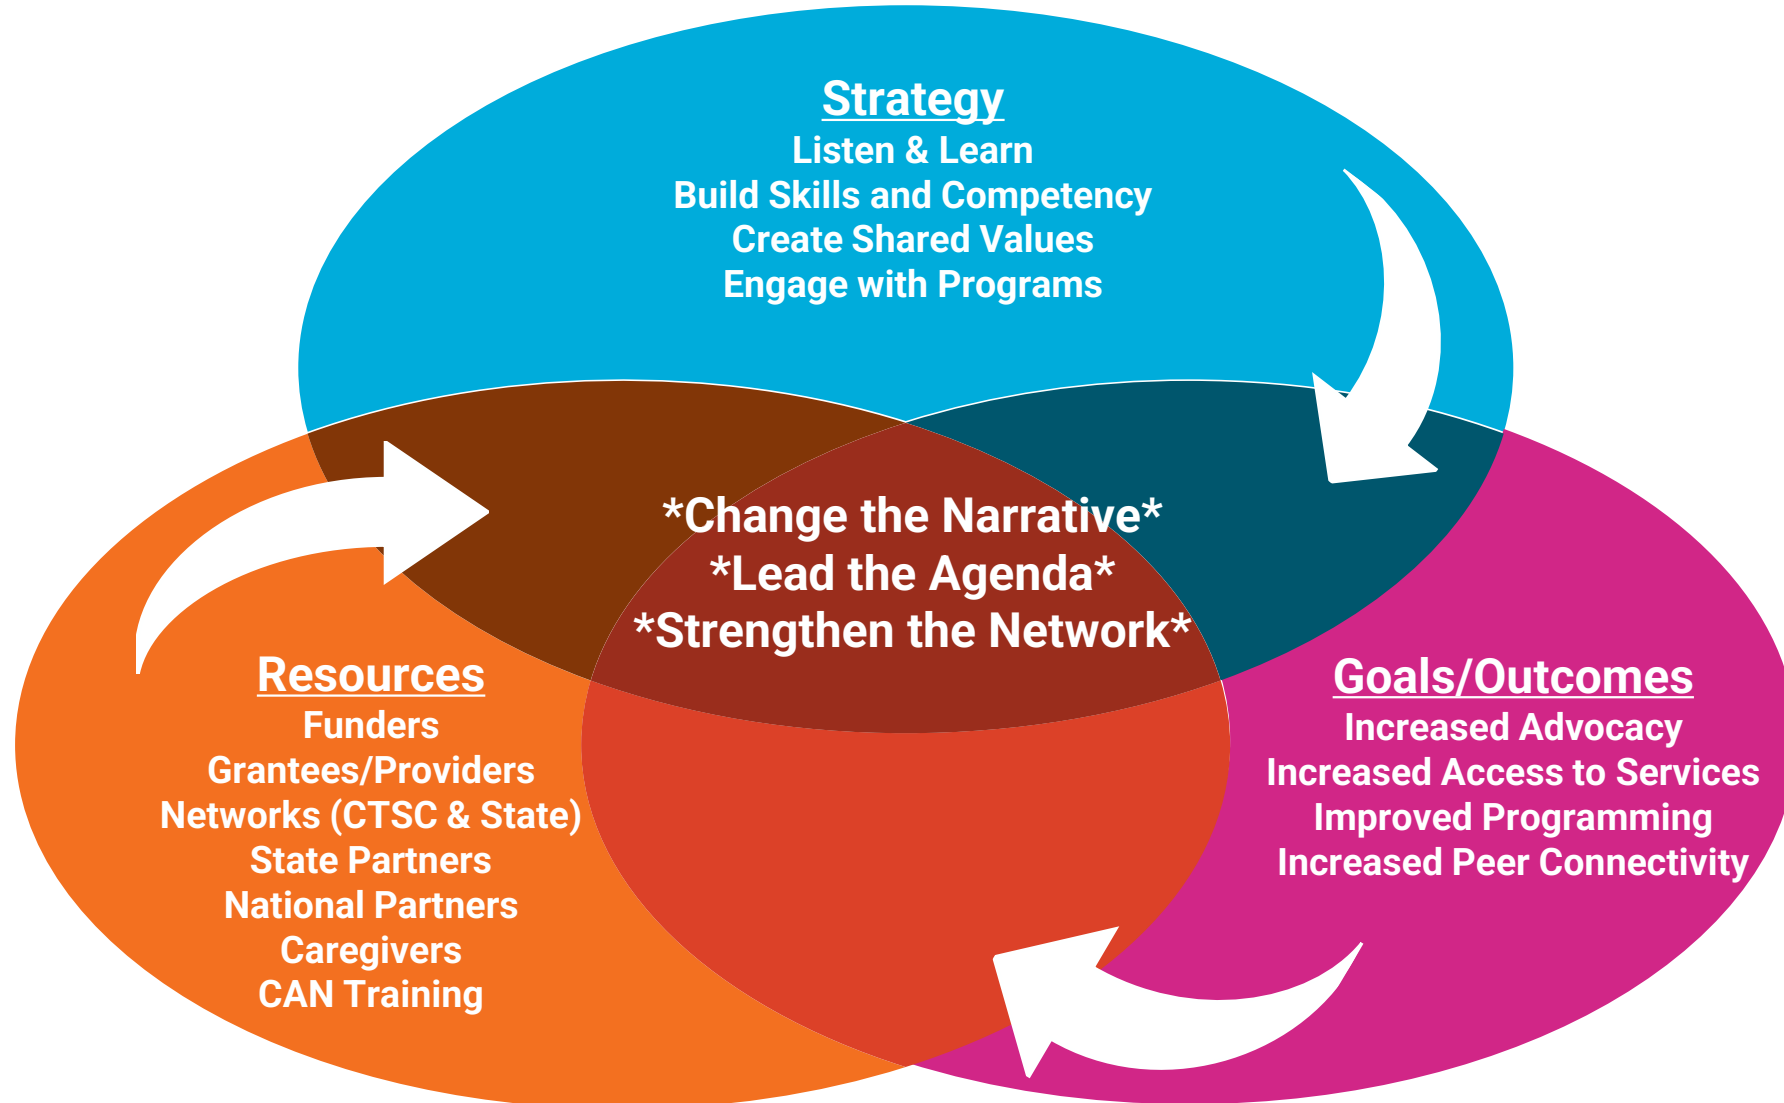 Strategy
Listen & Learn
Build Skills and Competency
Create Shared Values
Engage with Programs
*Change the Narrative*
*Lead the Agenda*
*Strengthen the Network*
Resources
Funders
Grantees/Providers
Networks (CTSC & State)
State Partners
National Partners
Caregivers
CAN Training
Goals/Outcomes
Increased Advocacy
Increased Access to Services
Improved Programming
Increased Peer Connectivity